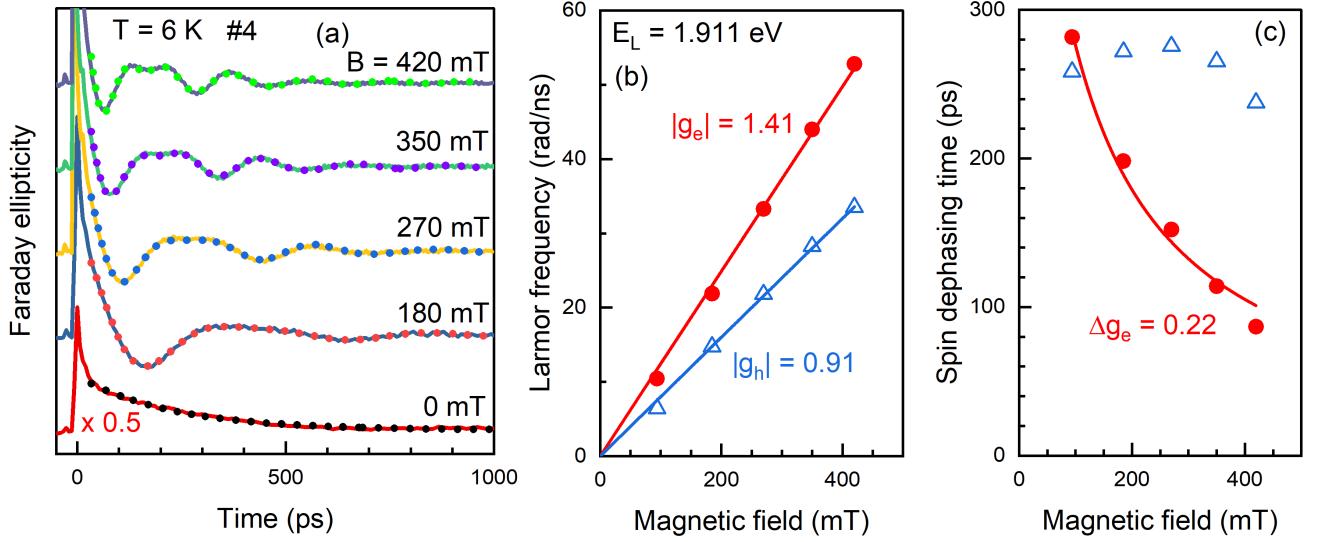 T = 6 K #4 (a)
B = 420 mT
350 mT
270 mT
180 mT
0 mT
x 0.5
Faraday ellipticity
0 500 1000
Time (ps)
E_L = 1.911 eV
(b)
|g_e| = 1.41
|g_h| = 0.91
60
40
20
0
Larmor frequency (rad/ns)
0 200 400
Magnetic field (mT)
(c)
Δg_e = 0.22
300
200
100
0
Spin dephasing time (ps)
0 200 400
Magnetic field (mT)